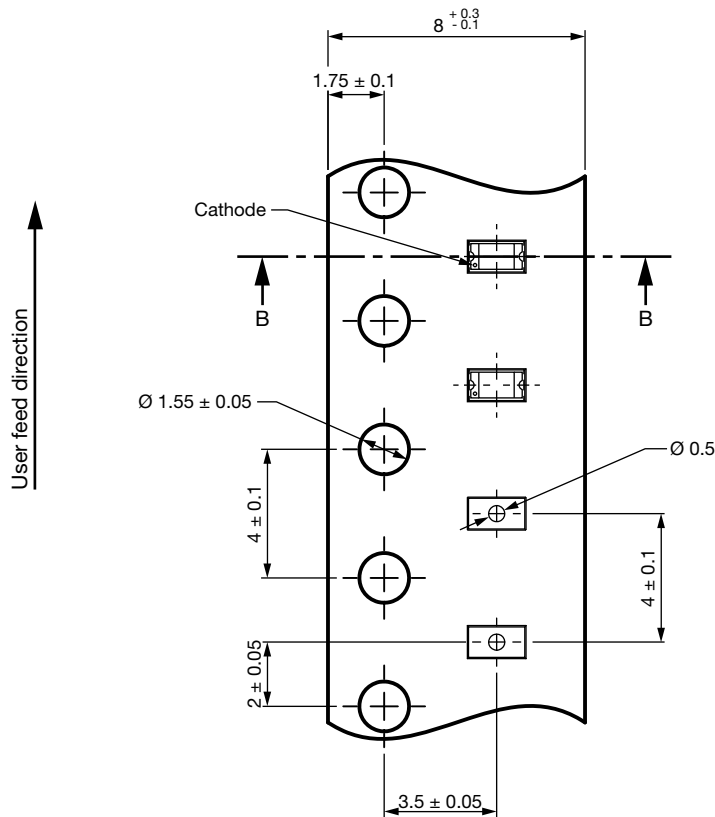 8 + 0.3 - 0.1
1.75 ± 0.1
Cathode
B
B
User feed direction
Ø 1.55 ± 0.05
Ø 0.5
4 ± 0.1
4 ± 0.1
2 ± 0.05
3.5 ± 0.05